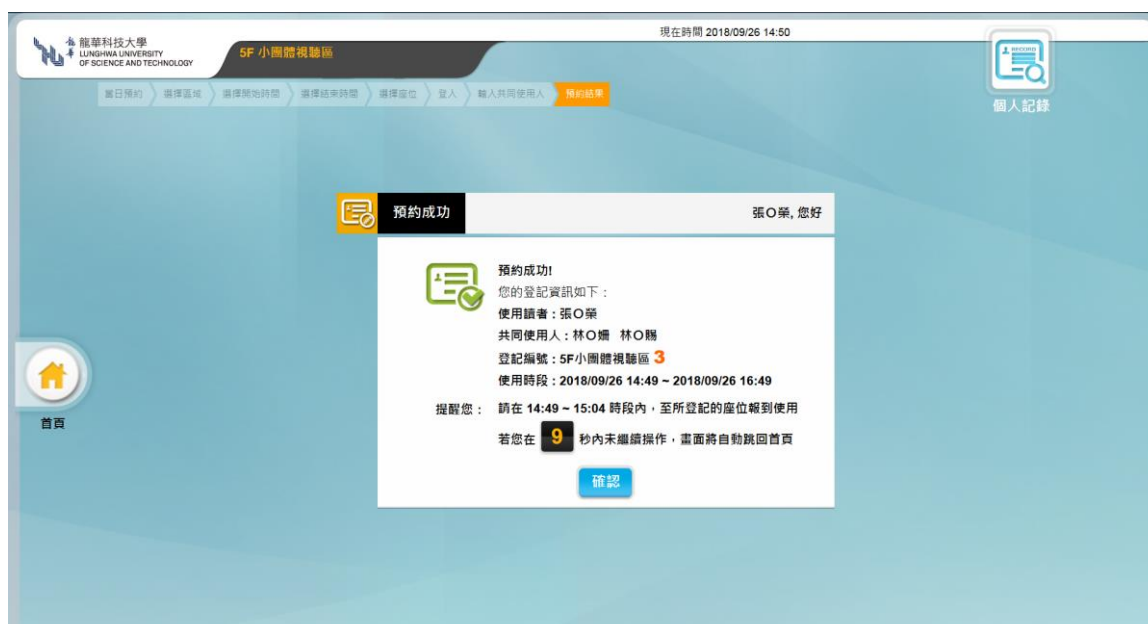 現在時間 2018/09/26 14:50
龍華科技大學
LUNGHWA UNIVERSITY
OF SCIENCE AND TECHNOLOGY
5F 小團體視聽區
RECORD
個人記錄
當日預約 選擇區域 選擇開始時間 選擇結束時間 選擇座位 登入 輸入共同使用人 預約結果
預約成功
張O榮, 您好
預約成功!
您的登記資訊如下：
使用讀者：張O榮
共同使用人：林O姍 林O賜
登記編號：5F小團體視聽區 3
使用時段：2018/09/26 14:49 ~ 2018/09/26 16:49
提醒您： 請在 14:49 ~ 15:04 時段內，至所登記的座位報到使用
若您在 9 秒內未繼續操作，畫面將自動跳回首頁
確認
首頁